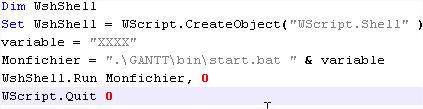 Dim WshShell
Set WshShell = WScript.CreateObject("WScript.Shell" )
variable = "XXXX"
Monfichier = ".\GANTT\bin\start.bat " & variable
WshShell.Run Monfichier, 0
WScript.Quit 0